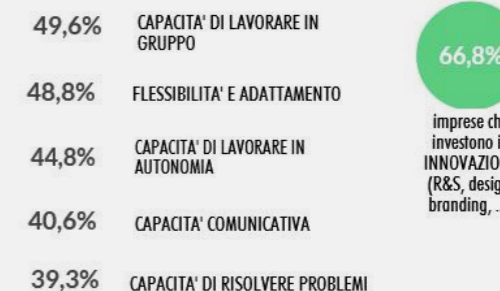 49,6% CAPACITA' DI LAVORARE IN
GRUPPO
48,8% FLESSIBILITA' E ADATTAMENTO
44,8% CAPACITA' DI LAVORARE IN
AUTONOMIA
40,6% CAPACITA' COMUNICATIVA
39,3% CAPACITA' DI RISOLVERE PROBLEMI
66,8%
imprese ch
investono i
INNOVAZIO
(R&S, desig
branding, ..